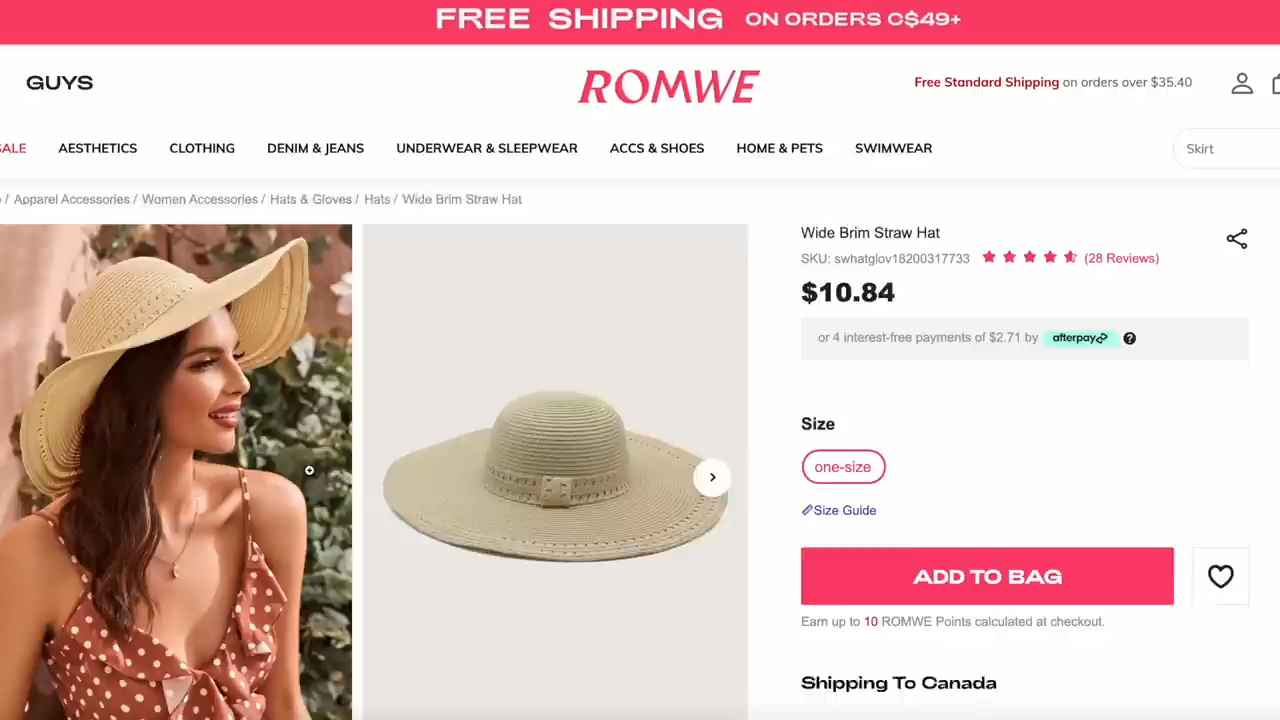 FREE SHIPPING ON ORDERS C$49+
GUYS
ROMWE
Free Standard Shipping on orders over $35.40
SALE AESTHETICS CLOTHING DENIM & JEANS UNDERWEAR & SLEEPWEAR ACCS & SHOES HOME & PETS SWIMWEAR
Skirt
/ Apparel Accessories / Women Accessories / Hats & Gloves / Hats / Wide Brim Straw Hat
Wide Brim Straw Hat
SKU: swhatglov18200317733 (28 Reviews)
$10.84
or 4 interest-free payments of $2.71 by afterpay ?
Size
one-size
Size Guide
ADD TO BAG
Earn up to 10 ROMWE Points calculated at checkout.
Shipping To Canada